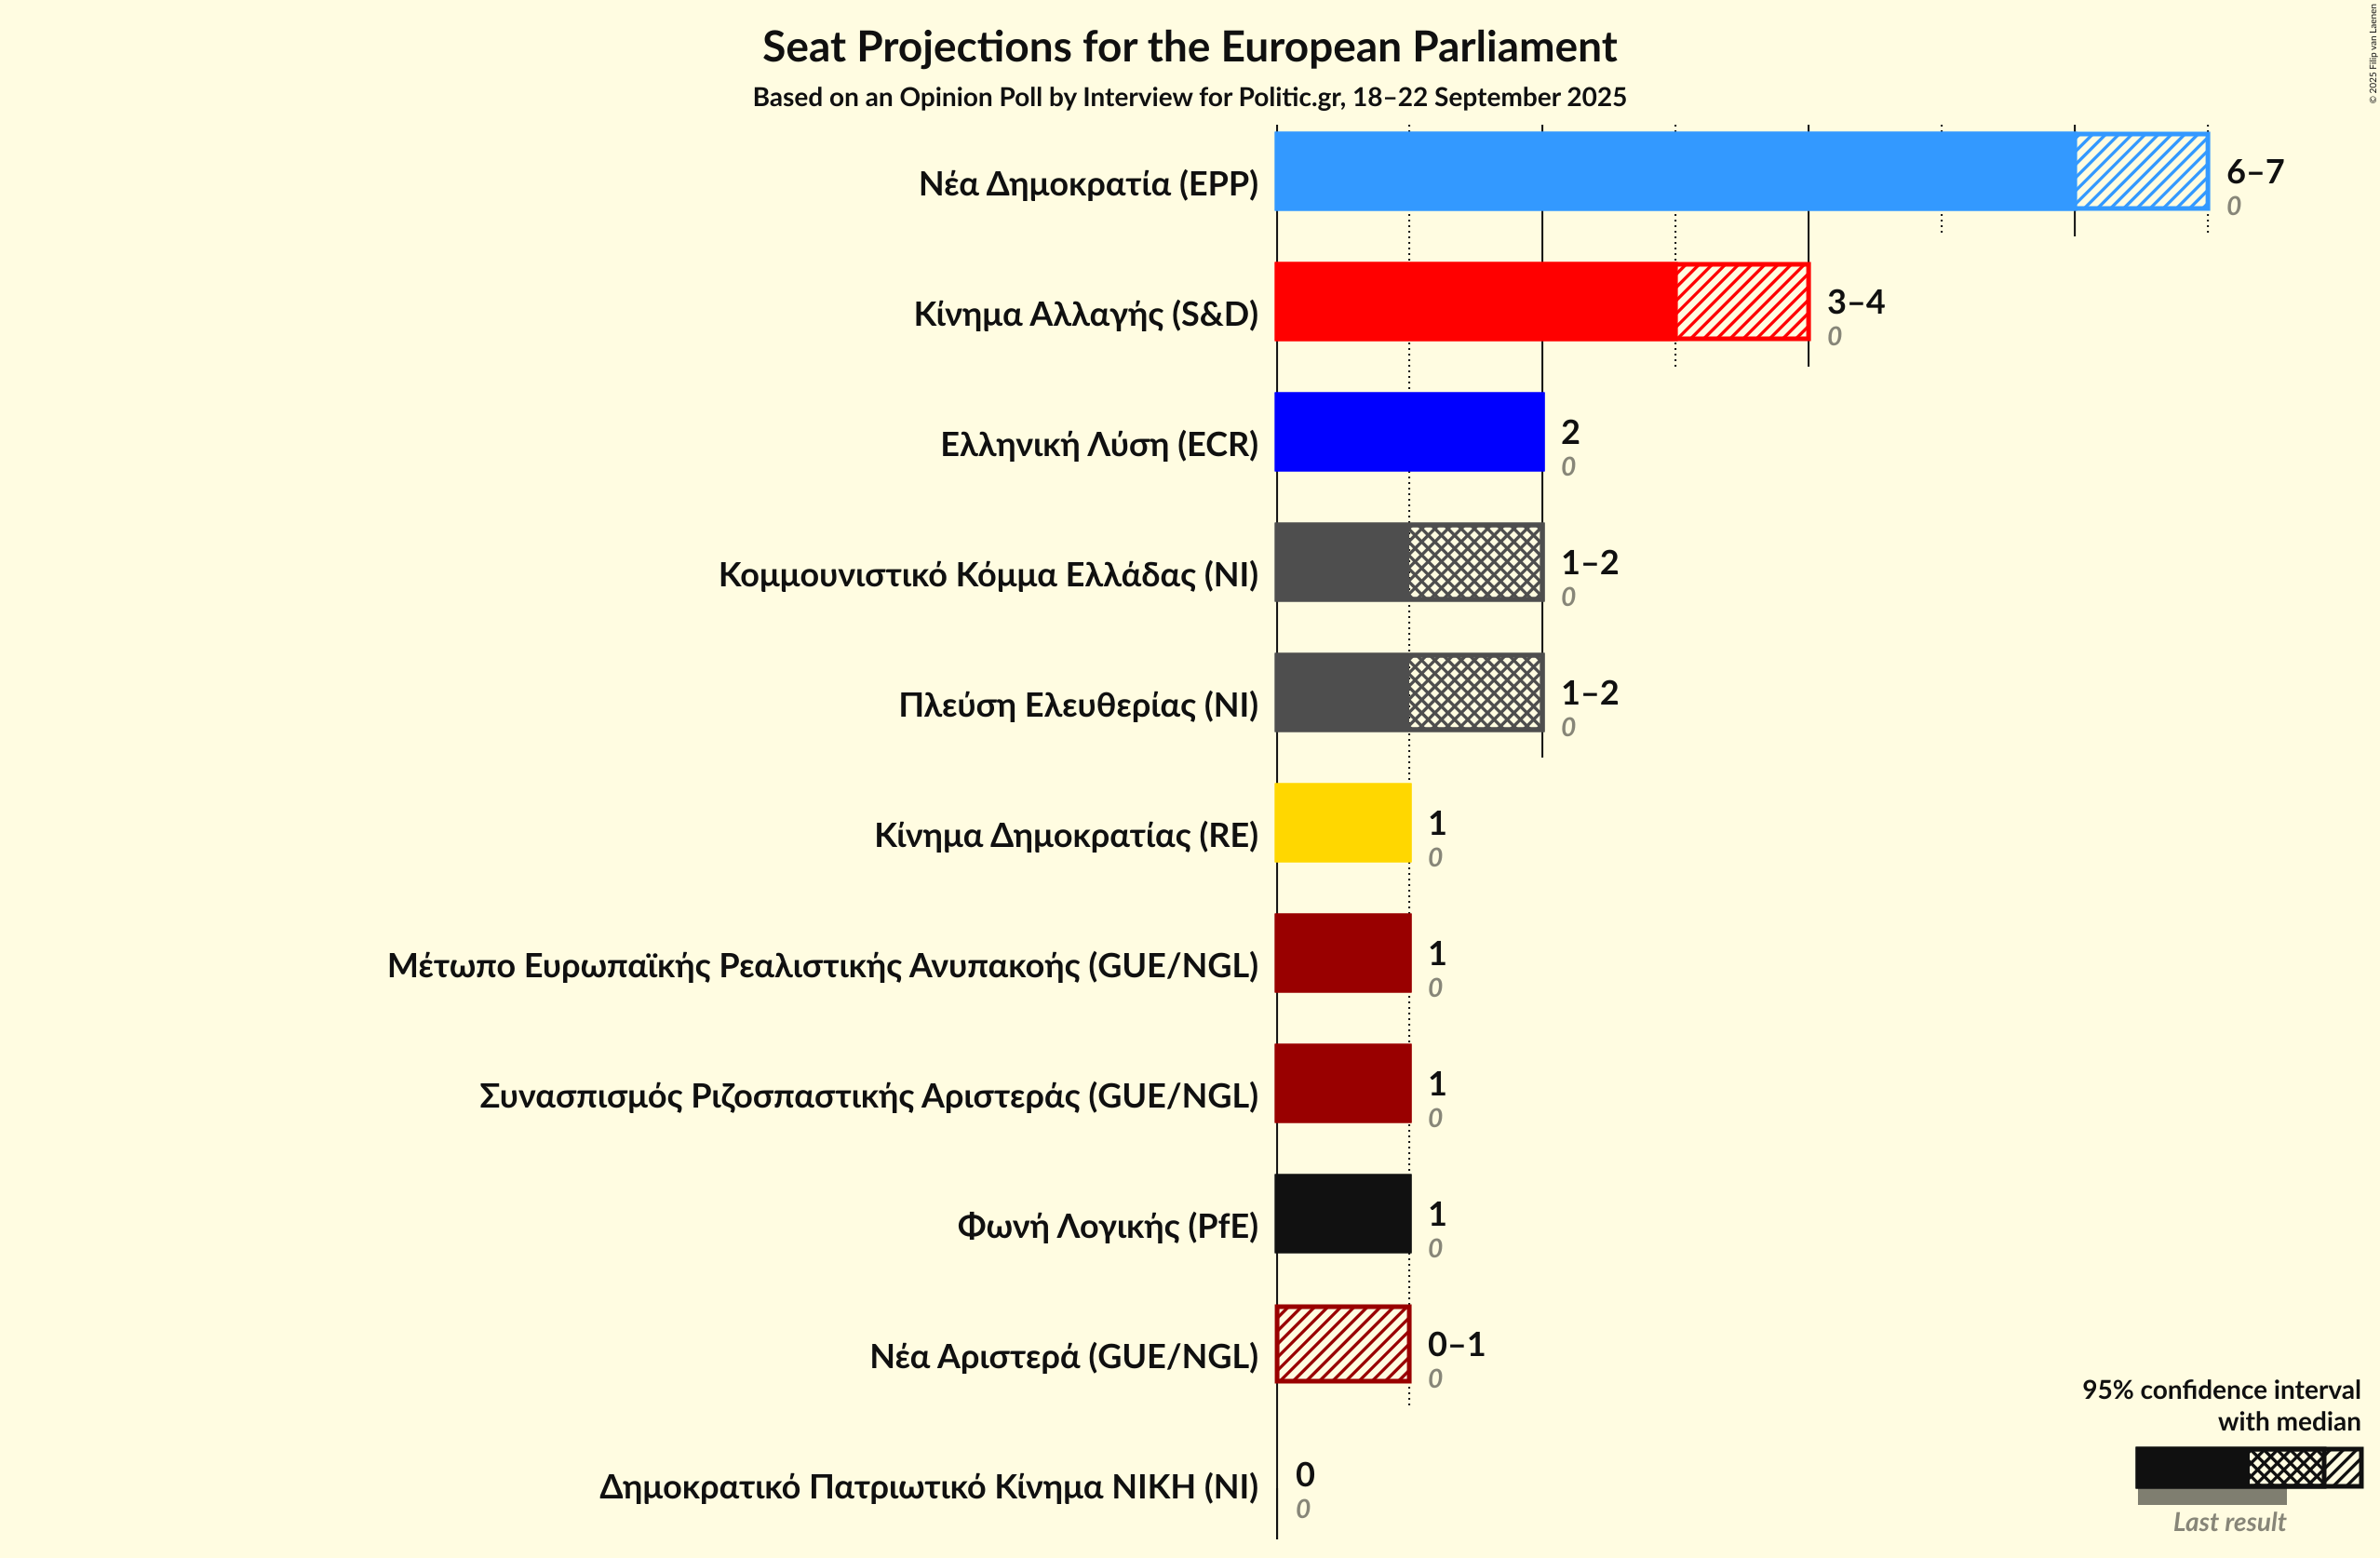 Seat Projections for the European Parliament
Based on an Opinion Poll by Interview for Politic.gr, 18–22 September 2025
© 2025 Filip van Laenen
Νέα Δημοκρατία (EPP)
6–7
0
Κίνημα Αλλαγής (S&D)
3–4
0
Ελληνική Λύση (ECR)
2
0
Κομμουνιστικό Κόμμα Ελλάδας (NI)
1–2
0
Πλεύση Ελευθερίας (NI)
1–2
0
Κίνημα Δημοκρατίας (RE)
1
0
Μέτωπο Ευρωπαϊκής Ρεαλιστικής Ανυπακοής (GUE/NGL)
1
0
Συνασπισμός Ριζοσπαστικής Αριστεράς (GUE/NGL)
1
0
Φωνή Λογικής (PfE)
1
0
Νέα Αριστερά (GUE/NGL)
0–1
0
Δημοκρατικό Πατριωτικό Κίνημα ΝΙΚΗ (NI)
0
0
95% confidence interval
with median
Last result